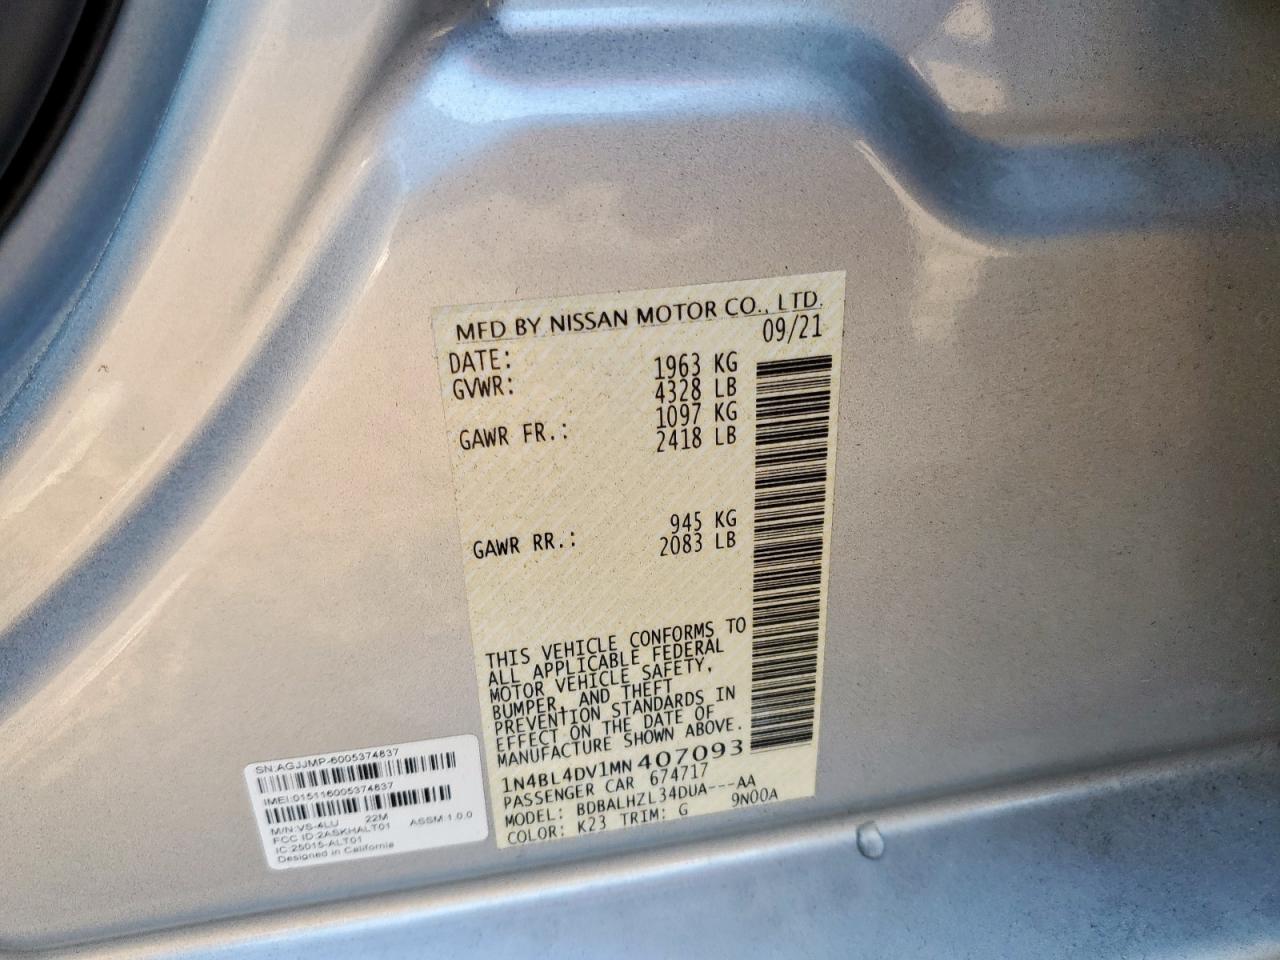 MFD BY NISSAN MOTOR CO., LTD.
DATE: 09/21
GVWR: 1963 KG
4328 LB
GAWR FR.: 1097 KG
2418 LB
GAWR RR.: 945 KG
2083 LB
THIS VEHICLE CONFORMS TO
ALL APPLICABLE FEDERAL
MOTOR VEHICLE SAFETY,
BUMPER, AND THEFT
PREVENTION STANDARDS IN
EFFECT ON THE DATE OF
MANUFACTURE SHOWN ABOVE.
1N4BL4DV1MN407093
PASSENGER CAR 674717
MODEL: BDBALHZL34DUA---AA
COLOR: K23 TRIM: G 9N00A
SN:AGJJMP-6005374837
IMEI:015116005374837
M/N:VS-4LU 22M
FCC ID:2ASKHALT01 ASSM:1.0.0
IC:25015-ALT01
Designed in California